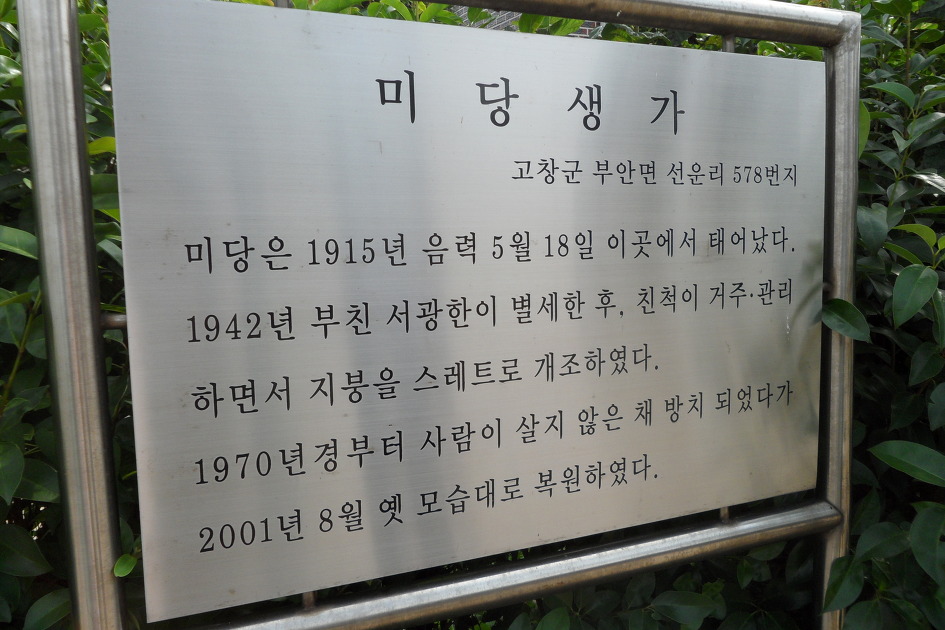 미 당 생 가
고창군 부안면 선운리 578번지
미당은 1915년 음력 5월 18일 이곳에서 태어났다.
1942년 부친 서광한이 별세한 후, 친척이 거주·관리
하면서 지붕을 스레트로 개조하였다.
1970년경부터 사람이 살지 않은 채 방치 되었다가
2001년 8월 옛 모습대로 복원하였다.